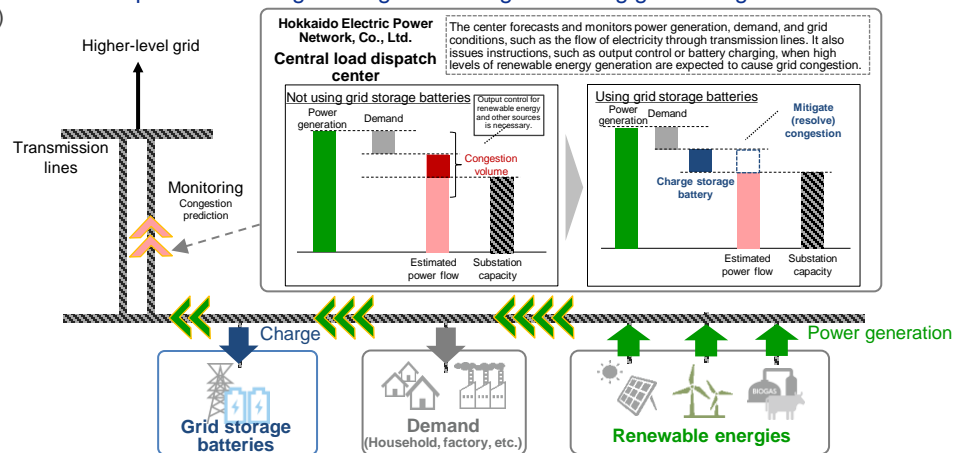 Higher-level grid
Transmission
lines
Monitoring
Congestion
prediction
Hokkaido Electric Power
Network, Co., Ltd.
Central load dispatch
center
The center forecasts and monitors power generation, demand, and grid
conditions, such as the flow of electricity through transmission lines. It also
issues instructions, such as output control or battery charging, when high
levels of renewable energy generation are expected to cause grid congestion.
Not using grid storage batteries
Power
generation
Demand
Output control for
renewable energy
and other sources
is necessary.
Congestion
volume
Estimated
power flow
Substation
capacity
Using grid storage batteries
Power
generation
Demand
Mitigate
(resolve)
congestion
Charge storage
battery
Estimated
power flow
Substation
capacity
Charge
Power generation
Grid storage
batteries
Demand
(Household, factory, etc.)
BIOGAS
Renewable energies